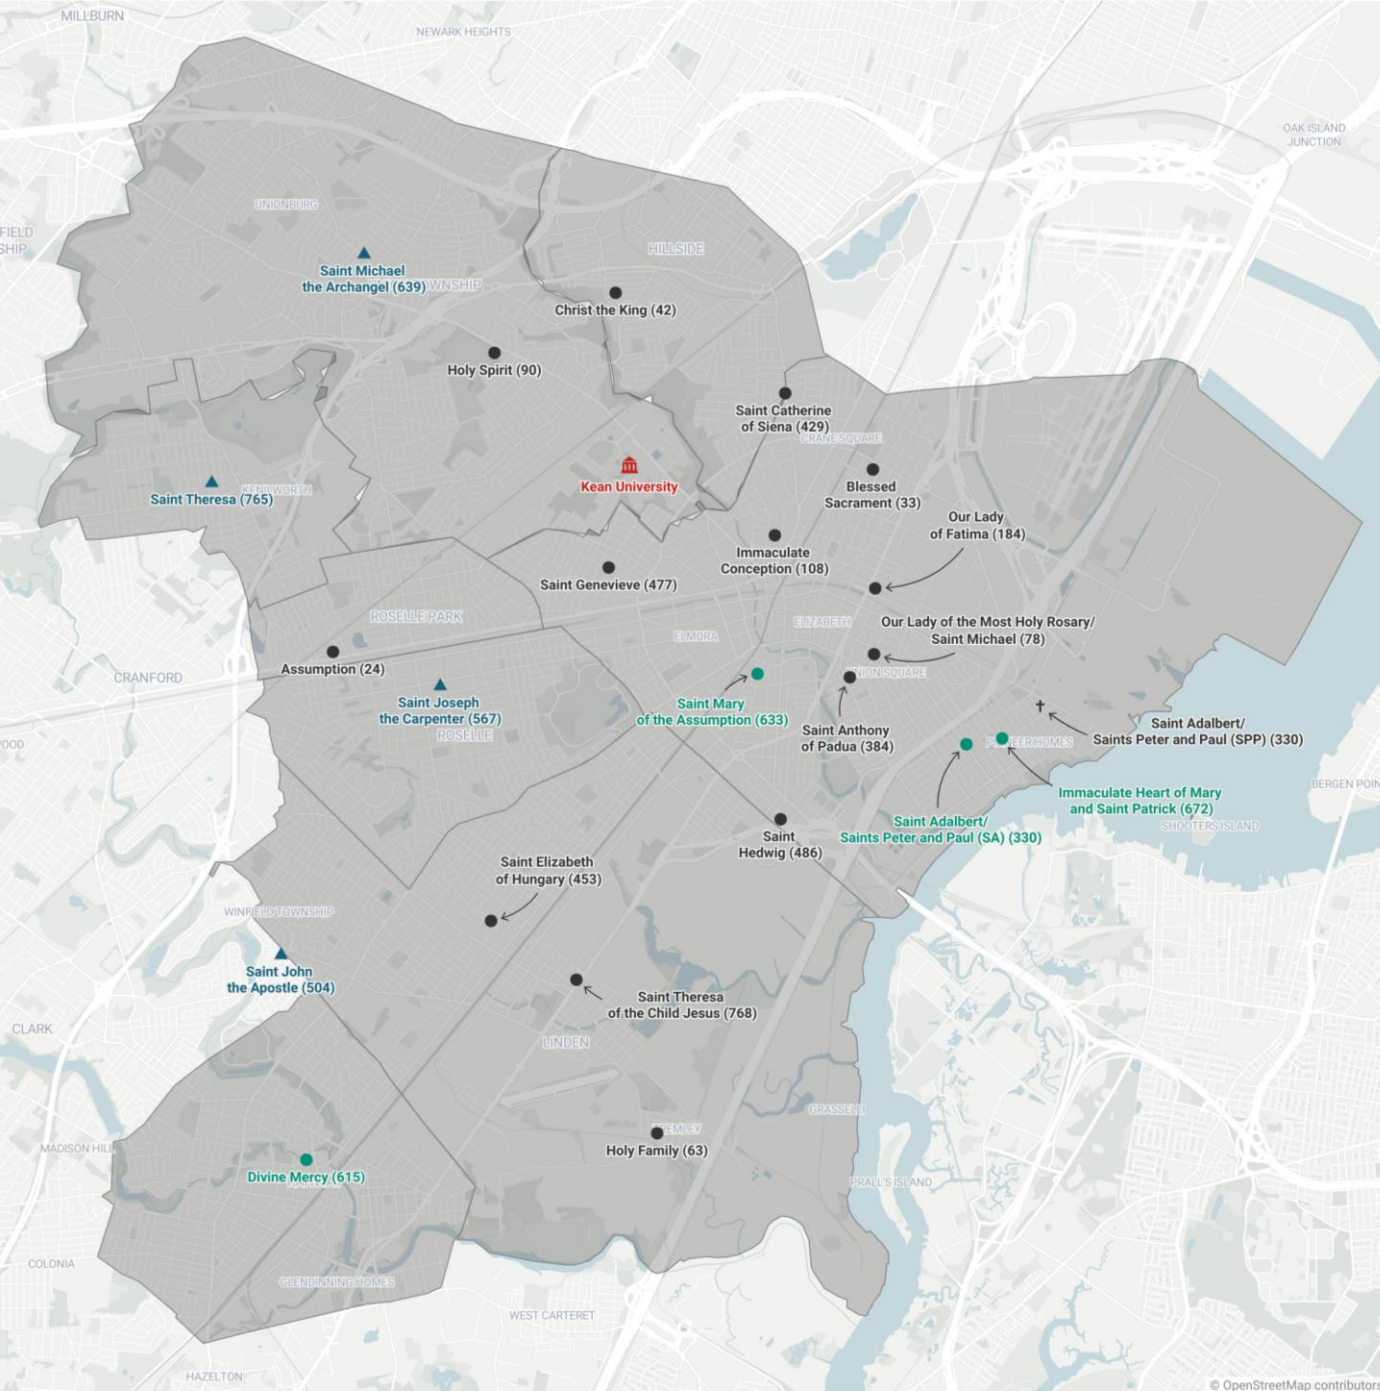 MILLBURN
NEWARK HEIGHTS
OAK ISLAND
JUNCTION
UNIONBURG
FIELD
SHIP
HILLSIDE
Saint Michael
the Archangel (639)
WNSHIP
Christ the King (42)
Holy Spirit (90)
Saint Catherine
of Siena (429)
CRANE SQUARE
Kean University
Saint Theresa (765)
KENILWORTH
Blessed
Sacrament (33)
Our Lady
of Fatima (184)
Immaculate
Conception (108)
Saint Genevieve (477)
ROSELLE PARK
ELMORA
ELIZABETH
Our Lady of the Most Holy Rosary/
Saint Michael (78)
Assumption (24)
CRANFORD
NION SQUARE
Saint Joseph
the Carpenter (567)
ROSELLE
Saint Mary
of the Assumption (633)
Saint Anthony
of Padua (384)
Saint Adalbert/
Saints Peter and Paul (SPP) (330)
OOD
BERGEN POIN
Immaculate Heart of Mary
and Saint Patrick (672)
SHOOTERS ISLAND
Saint Adalbert/
Saints Peter and Paul (SA) (330)
Saint
Hedwig (486)
Saint Elizabeth
of Hungary (453)
WINFIELD TOWNSHIP
Saint John
the Apostle (504)
Saint Theresa
of the Child Jesus (768)
CLARK
LINDEN
GRASSELLI
MADISON HILL
Holy Family (63)
Divine Mercy (615)
PRALL'S ISLAND
COLONIA
GLENDINNING HOMES
WEST CARTERET
HAZELTON
© OpenStreetMap contributors